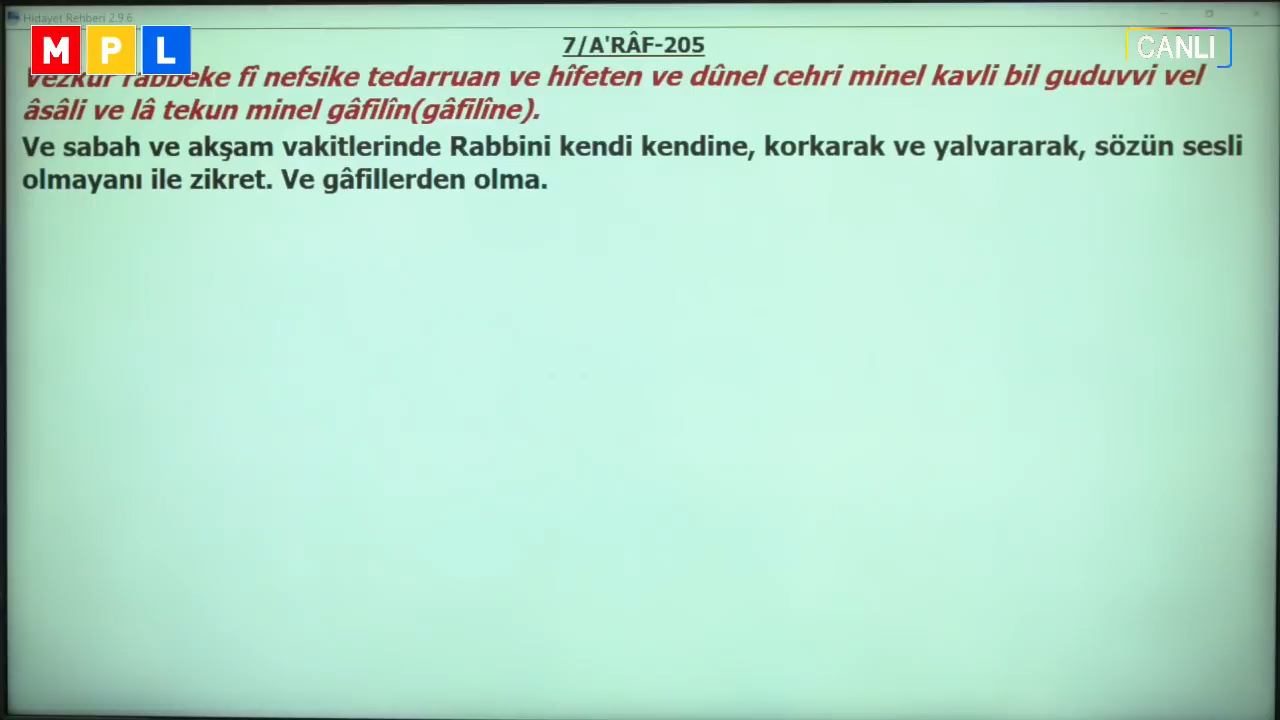 Hidayet Rehberi 2.9.6
MPL
CANLI
7/A'RÂF-205
Vezkur rabbeke fî nefsike tedarruan ve hîfeten ve dûnel cehri minel kavli bil guduvvi vel
âsâli ve lâ tekun minel gâfilîn(gâfilîne).
Ve sabah ve akşam vakitlerinde Rabbini kendi kendine, korkarak ve yalvararak, sözün sesli
olmayanı ile zikret. Ve gâfillerden olma.